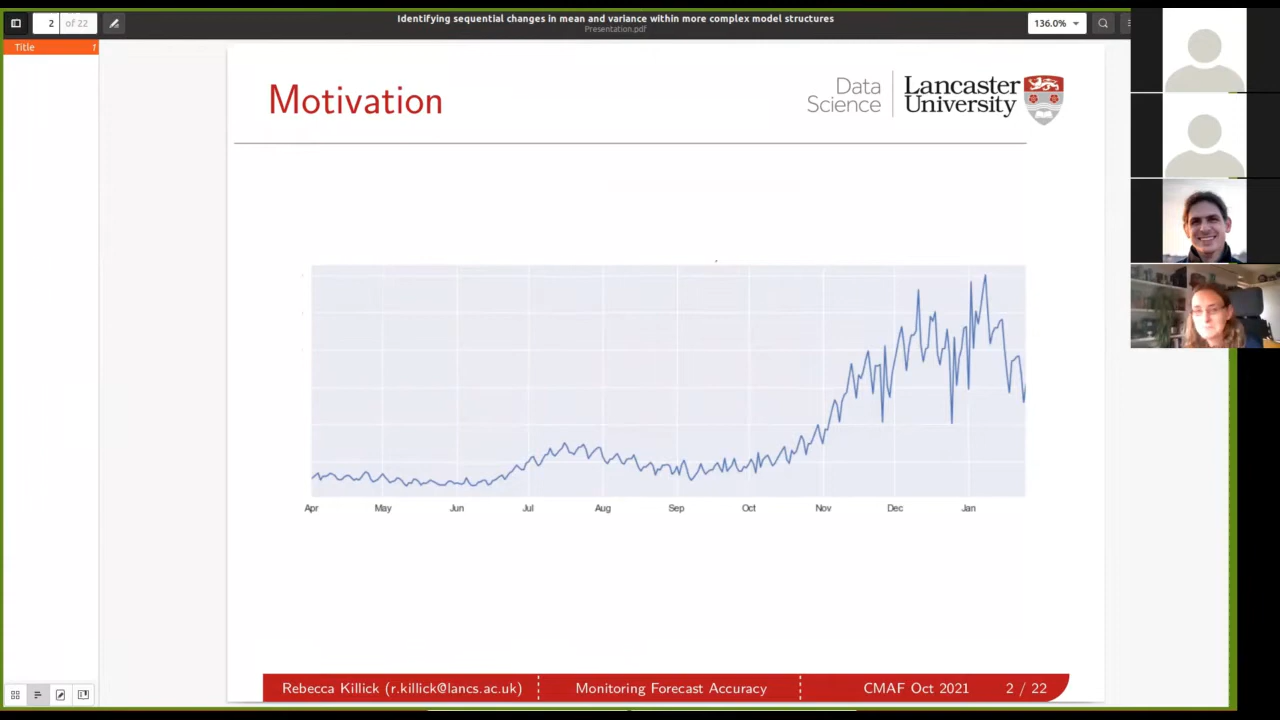 Identifying sequential changes in mean and variance within more complex model structures
Presentation.pdf
2 of 22
136.0%
Title 1
Motivation
Data Science
Lancaster University
Apr May Jun Jul Aug Sep Oct Nov Dec Jan
Rebecca Killick (r.killick@lancs.ac.uk) Monitoring Forecast Accuracy CMAF Oct 2021 2 / 22